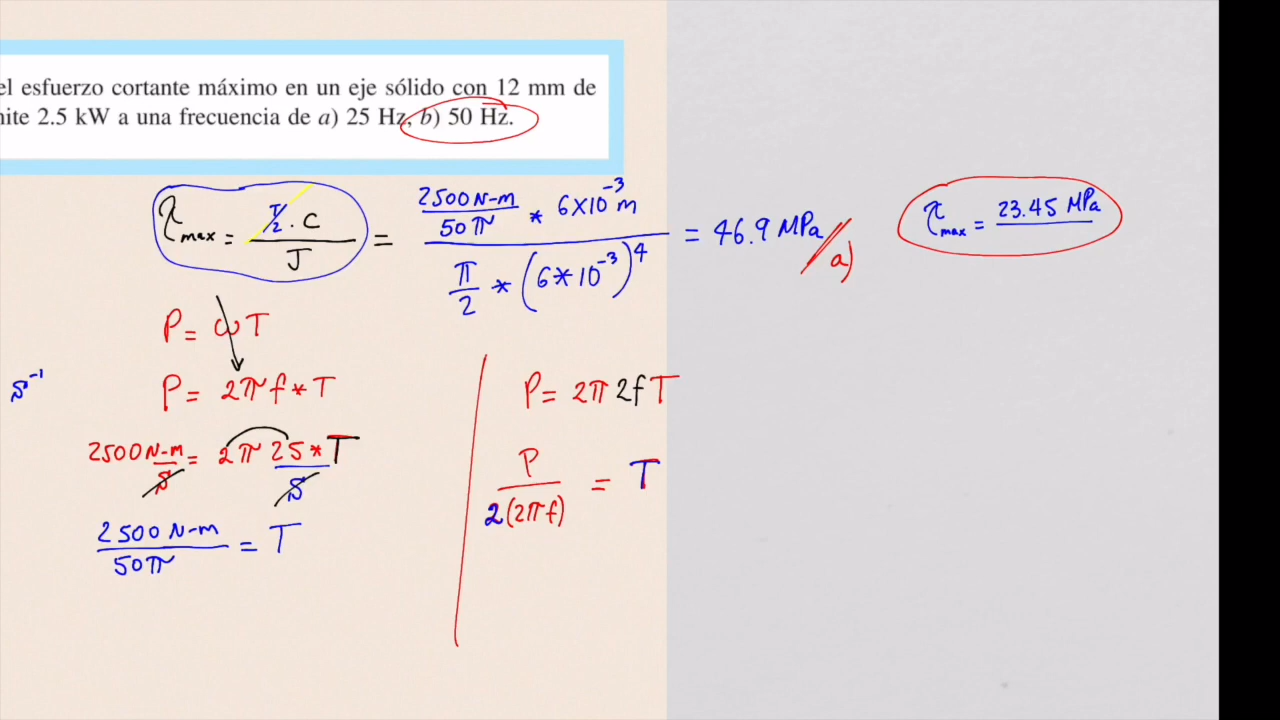 el esfuerzo cortante máximo en un eje sólido con 12 mm de
nite 2.5 kW a una frecuencia de a) 25 Hz, b) 50 Hz.
τmax = T/2 · C / J = (2500 N-m / 50π * 6x10⁻³ m) / (π/2 * (6*10⁻³)⁴) = 46.9 MPa // a)
τmax = 23.45 MPa
P = ωT
s⁻¹
P = 2πf * T
P = 2π 2f T
2500 N-m/s = 2π 25/s * T
P / 2(2πf) = T
2500 N-m / 50π = T